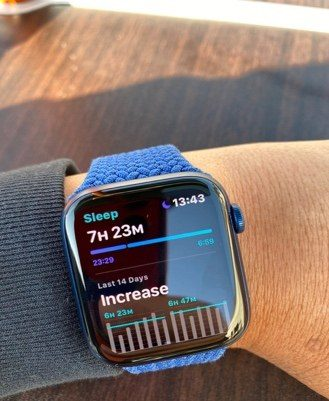 Sleep
13:43
7H 23M
23:29
6:59
Last 14 Days
Increase
6H 23M
6H 47M